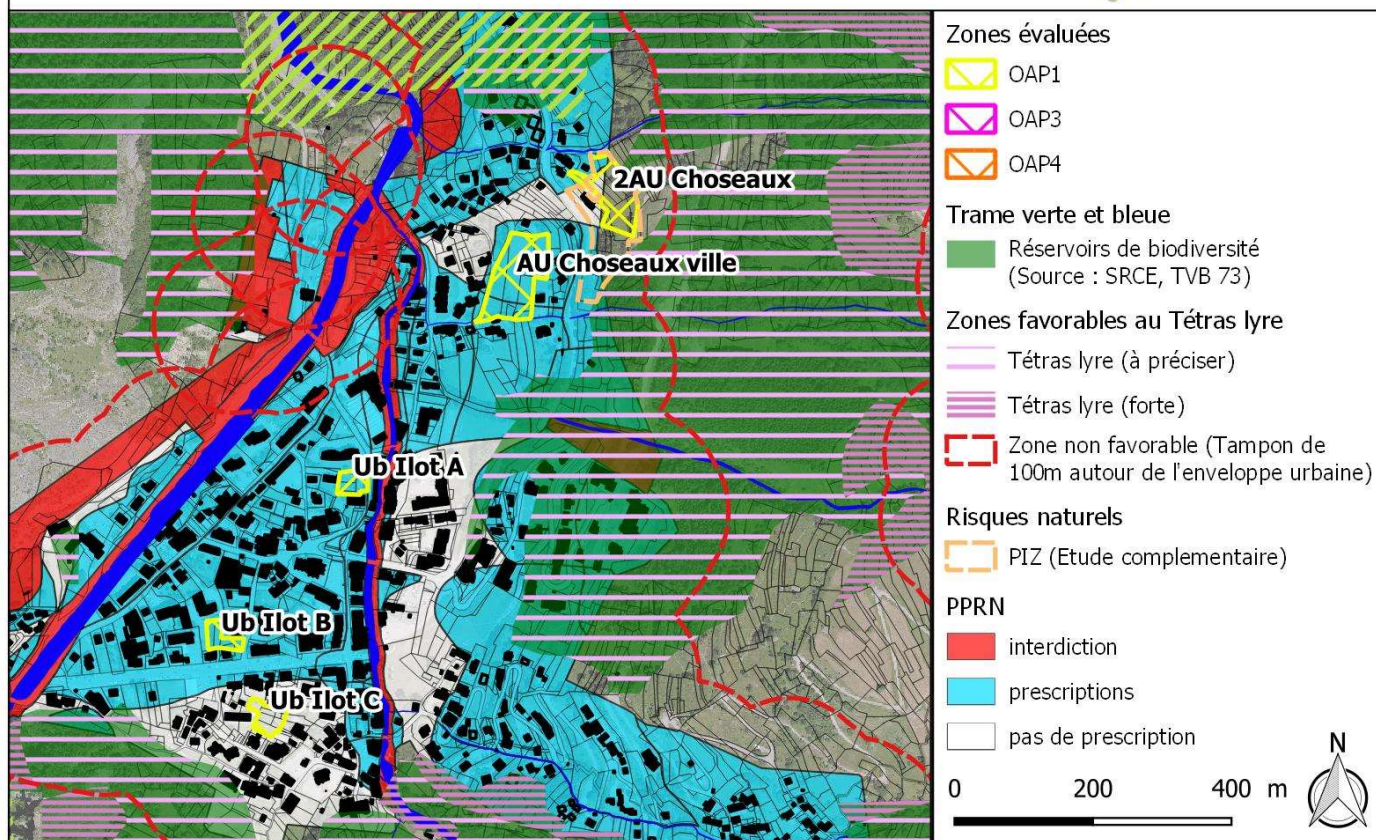 2AU Choseaux
AU Choseaux ville
Ub Ilot A
Ub Ilot B
Ub Ilot C
Zones évaluées
OAP1
OAP3
OAP4
Trame verte et bleue
Réservoirs de biodiversité
(Source : SRCE, TVB 73)
Zones favorables au Tétras lyre
Tétras lyre (à préciser)
Tétras lyre (forte)
Zone non favorable (Tampon de
100m autour de l'enveloppe urbaine)
Risques naturels
PIZ (Etude complementaire)
PPRN
interdiction
prescriptions
pas de prescription
0 200 400 m
N